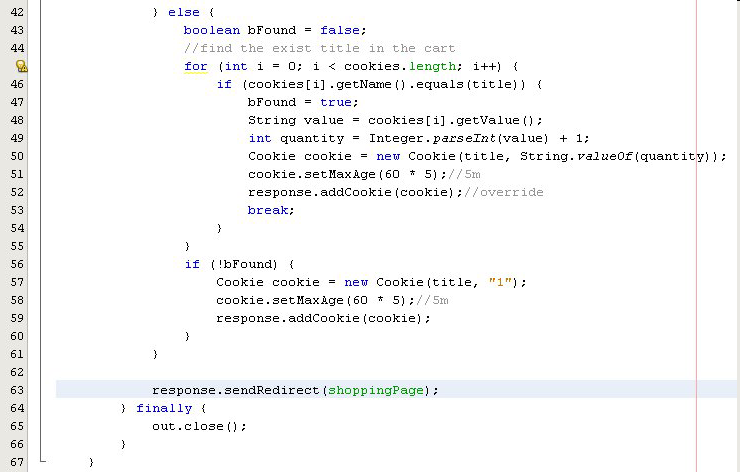 42 } else {
43 boolean bFound = false;
44 //find the exist title in the cart
for (int i = 0; i < cookies.length; i++) {
46 if (cookies[i].getName().equals(title)) {
47 bFound = true;
48 String value = cookies[i].getValue();
49 int quantity = Integer.parseInt(value) + 1;
50 Cookie cookie = new Cookie(title, String.valueOf(quantity));
51 cookie.setMaxAge(60 * 5);//5m
52 response.addCookie(cookie);//override
53 break;
54 }
55 }
56 if (!bFound) {
57 Cookie cookie = new Cookie(title, "1");
58 cookie.setMaxAge(60 * 5);//5m
59 response.addCookie(cookie);
60 }
61 }
62
63 response.sendRedirect(shoppingPage);
64 } finally {
65 out.close();
66 }
67 }